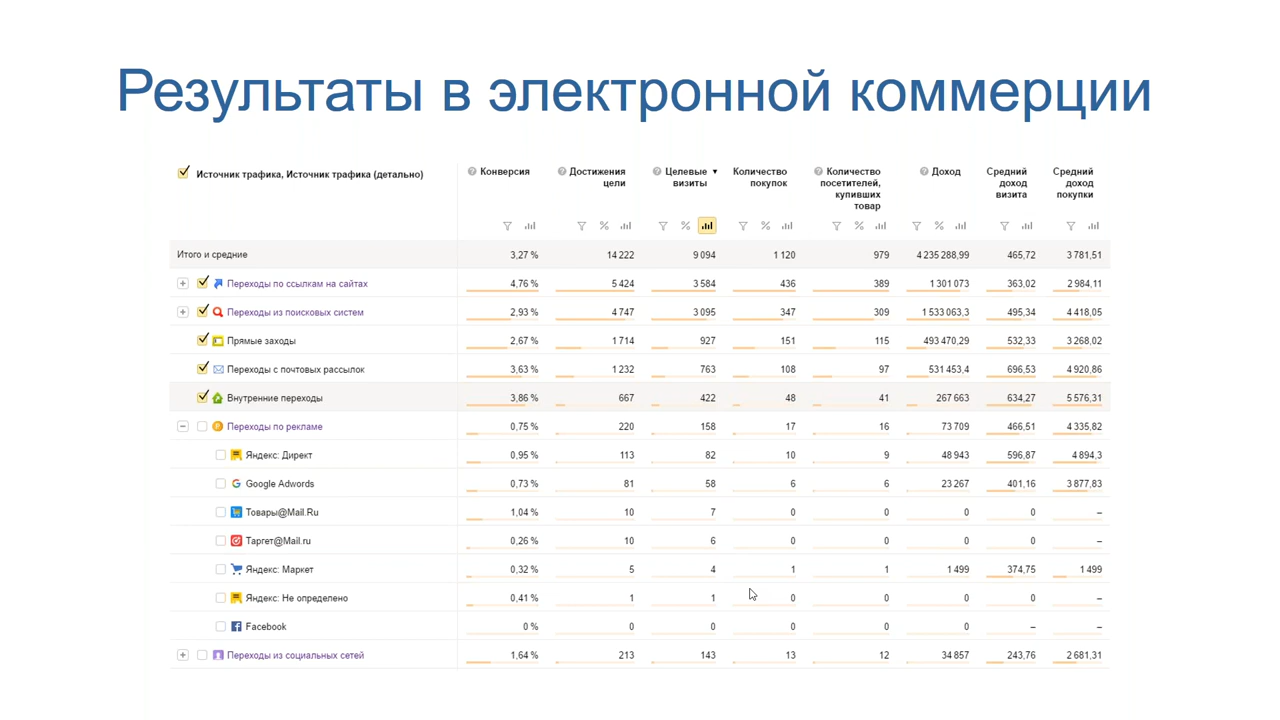 Результаты в электронной коммерции
Источник трафика, Источник трафика (детально) Конверсия Достижения цели Целевые визиты ▼ Количество покупок Количество посетителей, купивших товар Доход Средний доход визита Средний доход покупки
Итого и средние 3,27 % 14 222 9 094 1 120 979 4 235 288,99 465,72 3 781,51
Переходы по ссылкам на сайтах 4,76 % 5 424 3 584 436 389 1 301 073 363,02 2 984,11
Переходы из поисковых систем 2,93 % 4 747 3 095 347 309 1 533 063,3 495,34 4 418,05
Прямые заходы 2,67 % 1 714 927 151 115 493 470,29 532,33 3 268,02
Переходы с почтовых рассылок 3,63 % 1 232 763 108 97 531 453,4 696,53 4 920,86
Внутренние переходы 3,86 % 667 422 48 41 267 663 634,27 5 576,31
Переходы по рекламе 0,75 % 220 158 17 16 73 709 466,51 4 335,82
Яндекс: Директ 0,95 % 113 82 10 9 48 943 596,87 4 894,3
Google Adwords 0,73 % 81 58 6 6 23 267 401,16 3 877,83
Товары@Mail.Ru 1,04 % 10 7 0 0 0 0 –
Таргет@Mail.ru 0,26 % 10 6 0 0 0 0 –
Яндекс: Маркет 0,32 % 5 4 1 1 1 499 374,75 1 499
Яндекс: Не определено 0,41 % 1 1 0 0 0 0 –
Facebook 0 % 0 0 0 0 0 – –
Переходы из социальных сетей 1,64 % 213 143 13 12 34 857 243,76 2 681,31